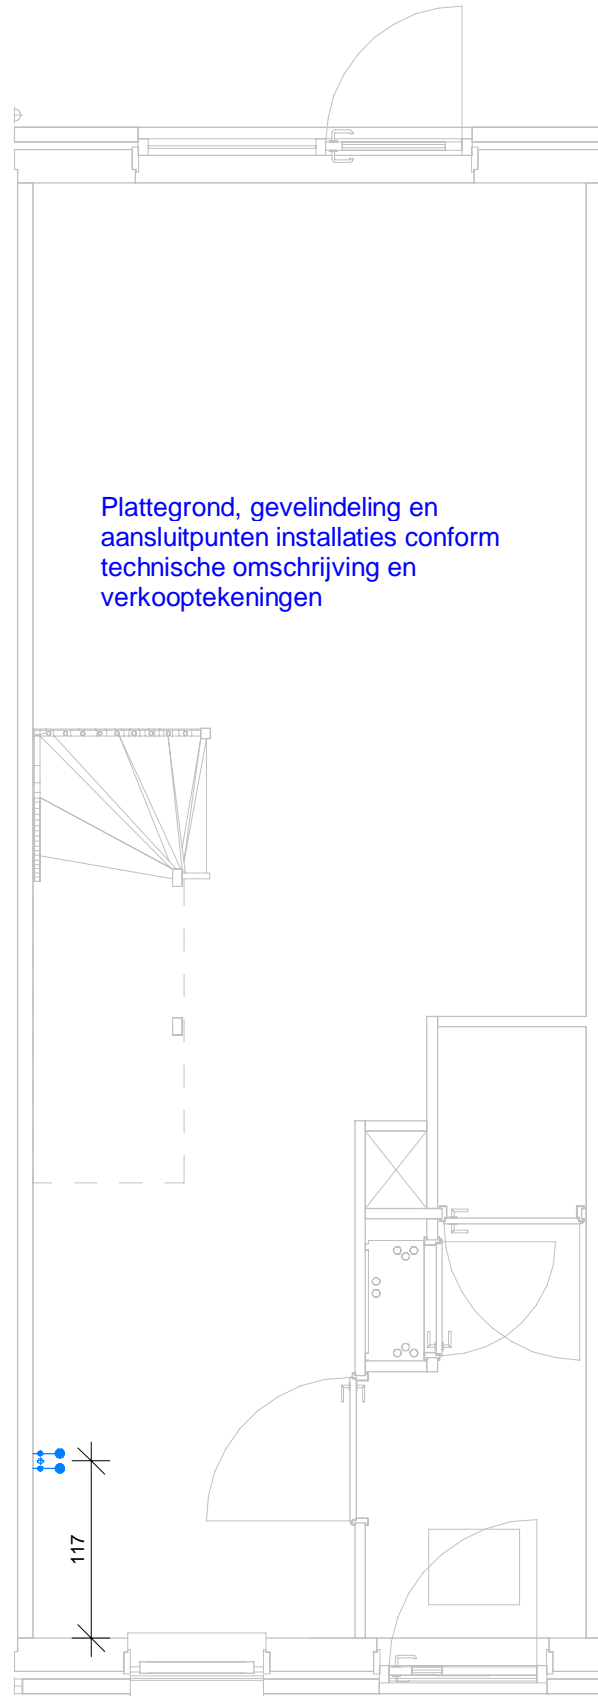 Plattegrond, gevelindeling en
aansluitpunten installaties conform
technische omschrijving en
verkooptekeningen
117